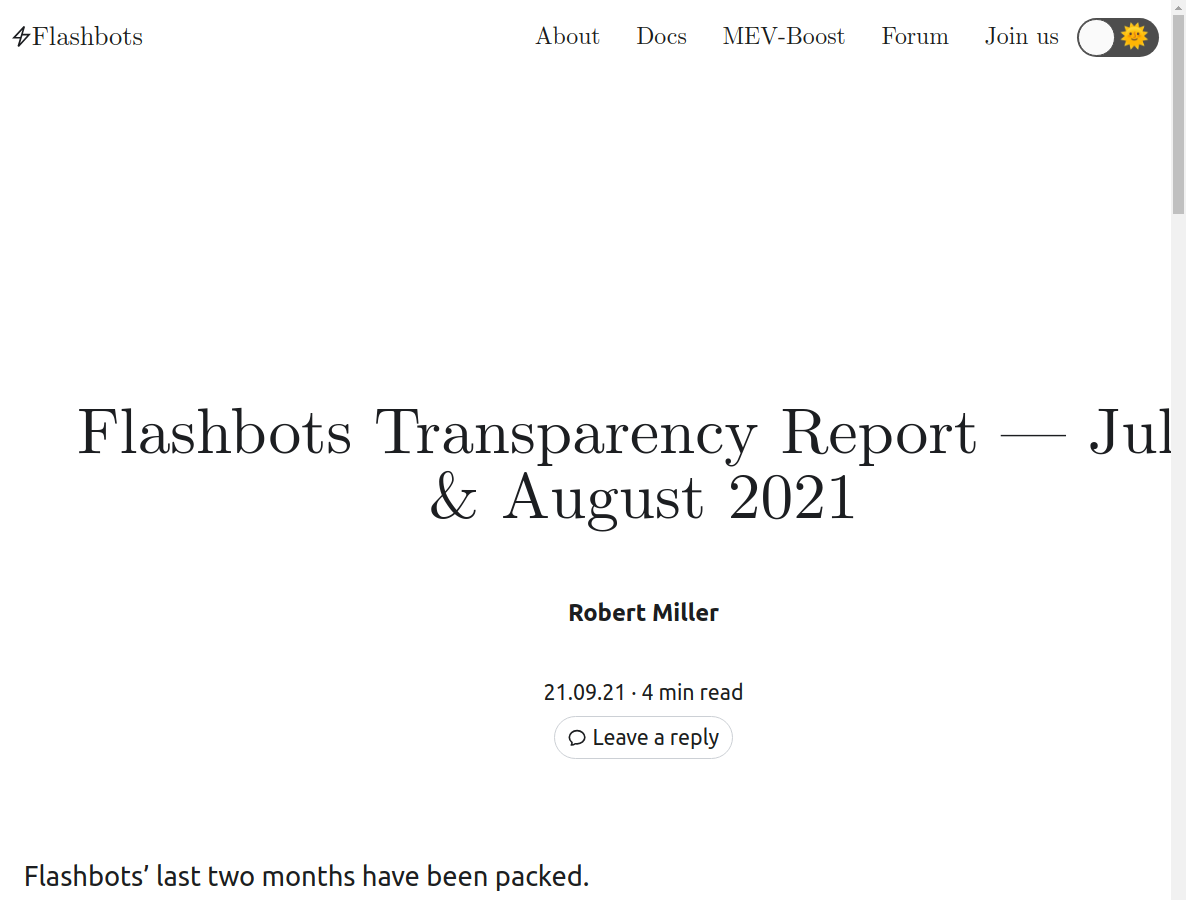 Flashbots
About Docs MEV-Boost Forum Join us
Flashbots Transparency Report — Jul
& August 2021
Robert Miller
21.09.21 · 4 min read
Leave a reply
Flashbots’ last two months have been packed.